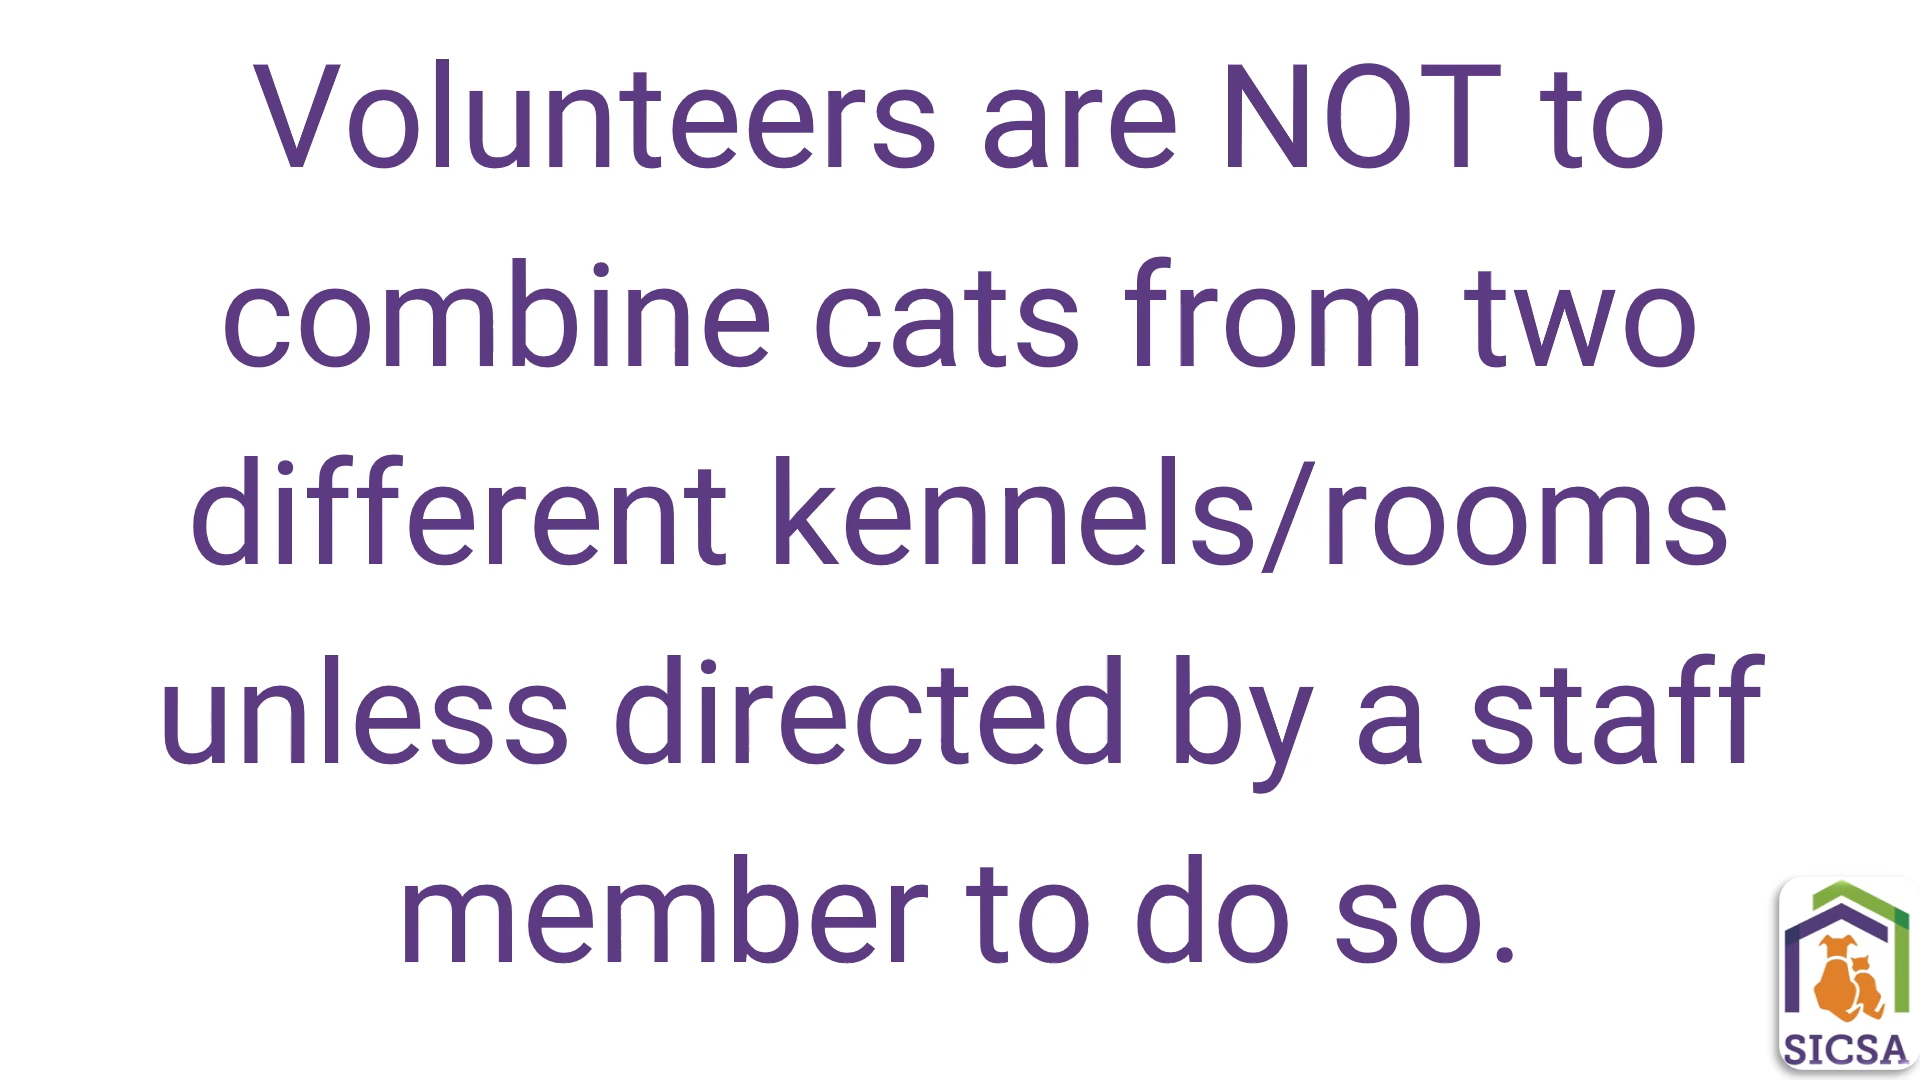 Volunteers are NOT to
combine cats from two
different kennels/rooms
unless directed by a staff
member to do so.
SICSA